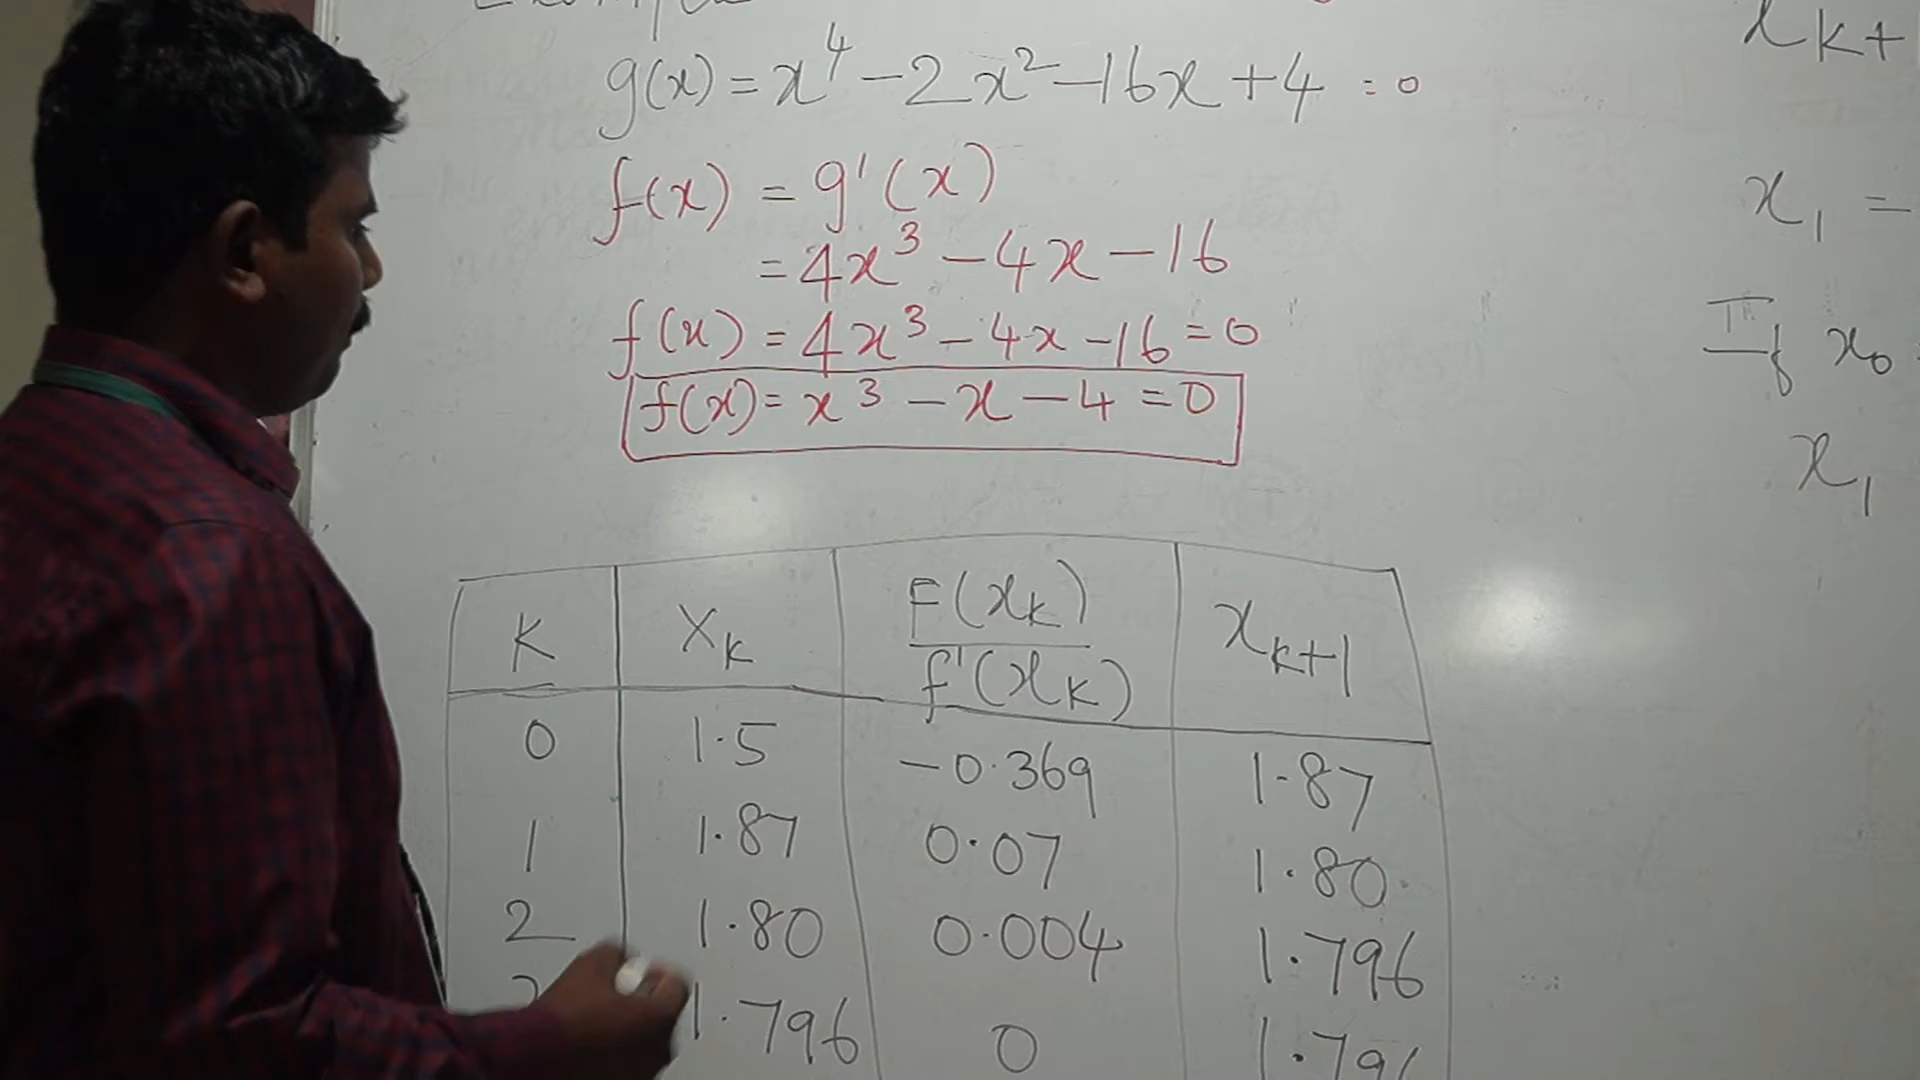 g(x) = x⁴ - 2x² - 16x + 4 = 0
f(x) = g'(x)
= 4x³ - 4x - 16
f(x) = 4x³ - 4x - 16 = 0
f(x) = x³ - x - 4 = 0
K Xₖ F(xₖ)/f'(xₖ) xₖ₊₁
0 1.5 -0.369 1.87
1 1.87 0.07 1.80
2 1.80 0.004 1.796
1.796 0
xₖ₊
x₁ =
If x₀
x₁